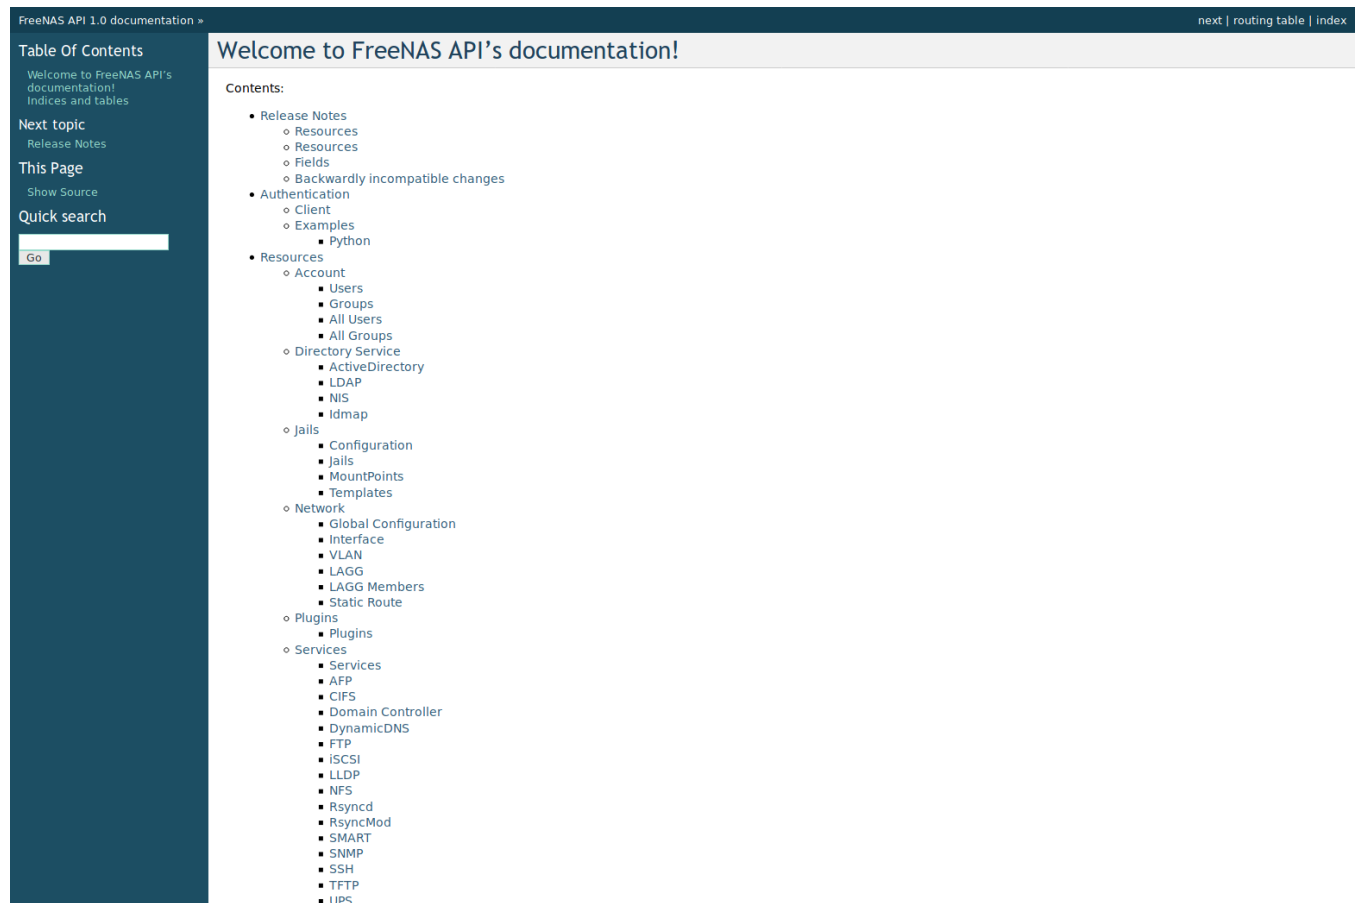 FreeNAS API 1.0 documentation »
next | routing table | index
Table Of Contents
Welcome to FreeNAS API's
documentation!
Indices and tables
Next topic
Release Notes
This Page
Show Source
Quick search
Go
Welcome to FreeNAS API's documentation!
Contents:
Release Notes
Resources
Resources
Fields
Backwardly incompatible changes
Authentication
Client
Examples
Python
Resources
Account
Users
Groups
All Users
All Groups
Directory Service
ActiveDirectory
LDAP
NIS
Idmap
Jails
Configuration
Jails
MountPoints
Templates
Network
Global Configuration
Interface
VLAN
LAGG
LAGG Members
Static Route
Plugins
Plugins
Services
Services
AFP
CIFS
Domain Controller
DynamicDNS
FTP
iSCSI
LLDP
NFS
Rsyncd
RsyncMod
SMART
SNMP
SSH
TFTP
UPS